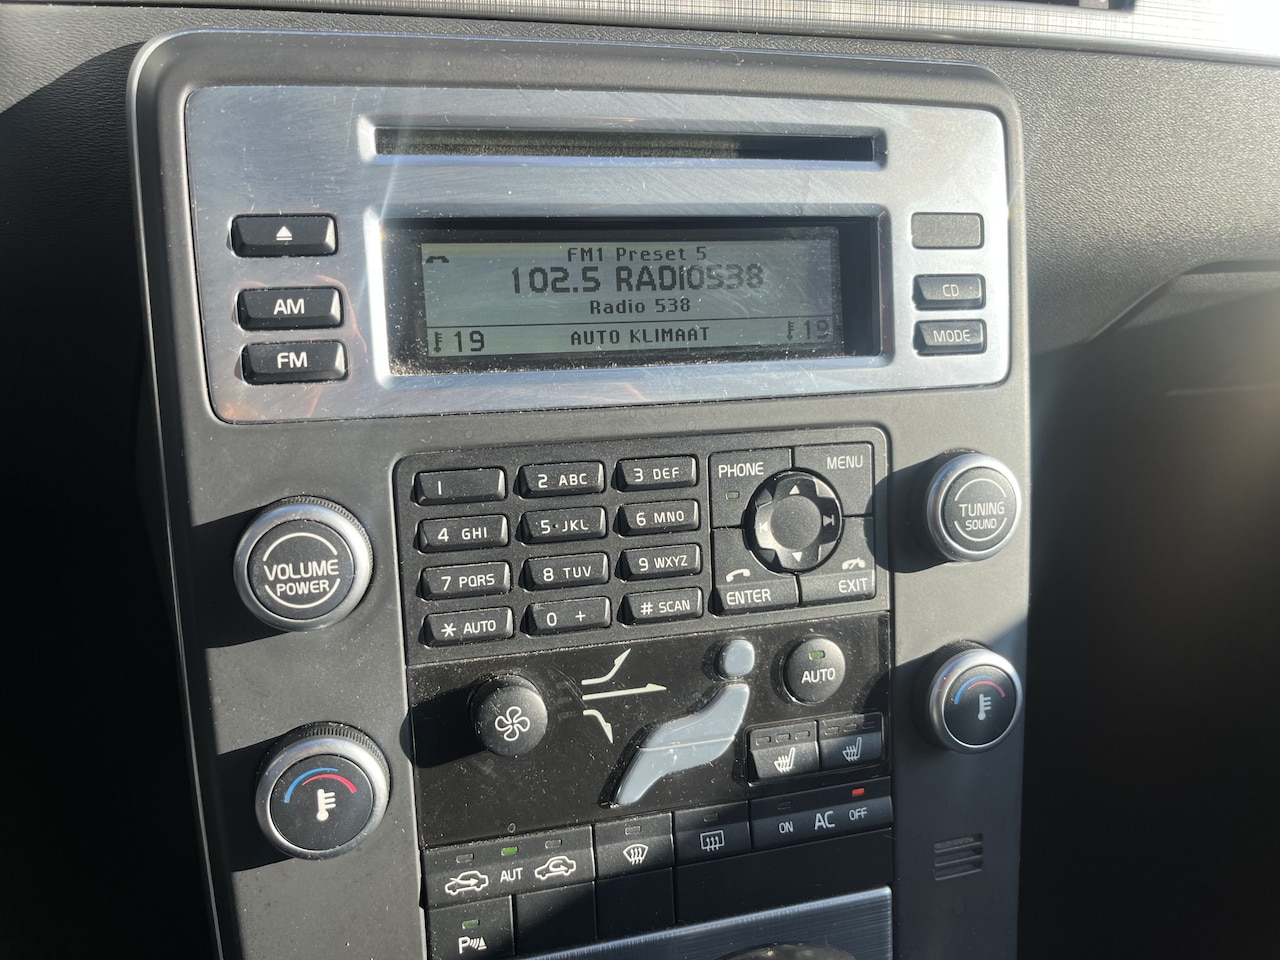 FM1 Preset 5
102.5 RADIO538
Radio 538
19 AUTO KLIMAAT 19
AM
FM
CD
MODE
1
2 ABC
3 DEF
4 GHI
5 JKL
6 MNO
7 PQRS
8 TUV
9 WXYZ
* AUTO
0 +
# SCAN
PHONE
MENU
ENTER
EXIT
VOLUME
POWER
TUNING
SOUND
AUTO
ON AC OFF
AUT
P